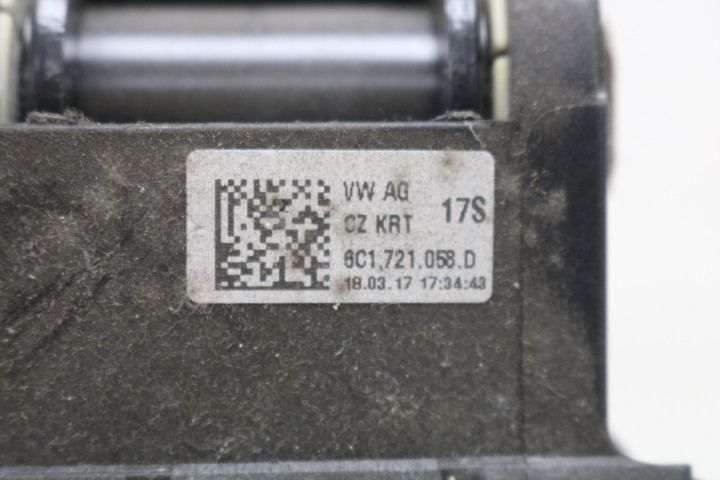 VW AG
CZ KRT 17S
6C1.721.058.D
18.03.17 17:34:43